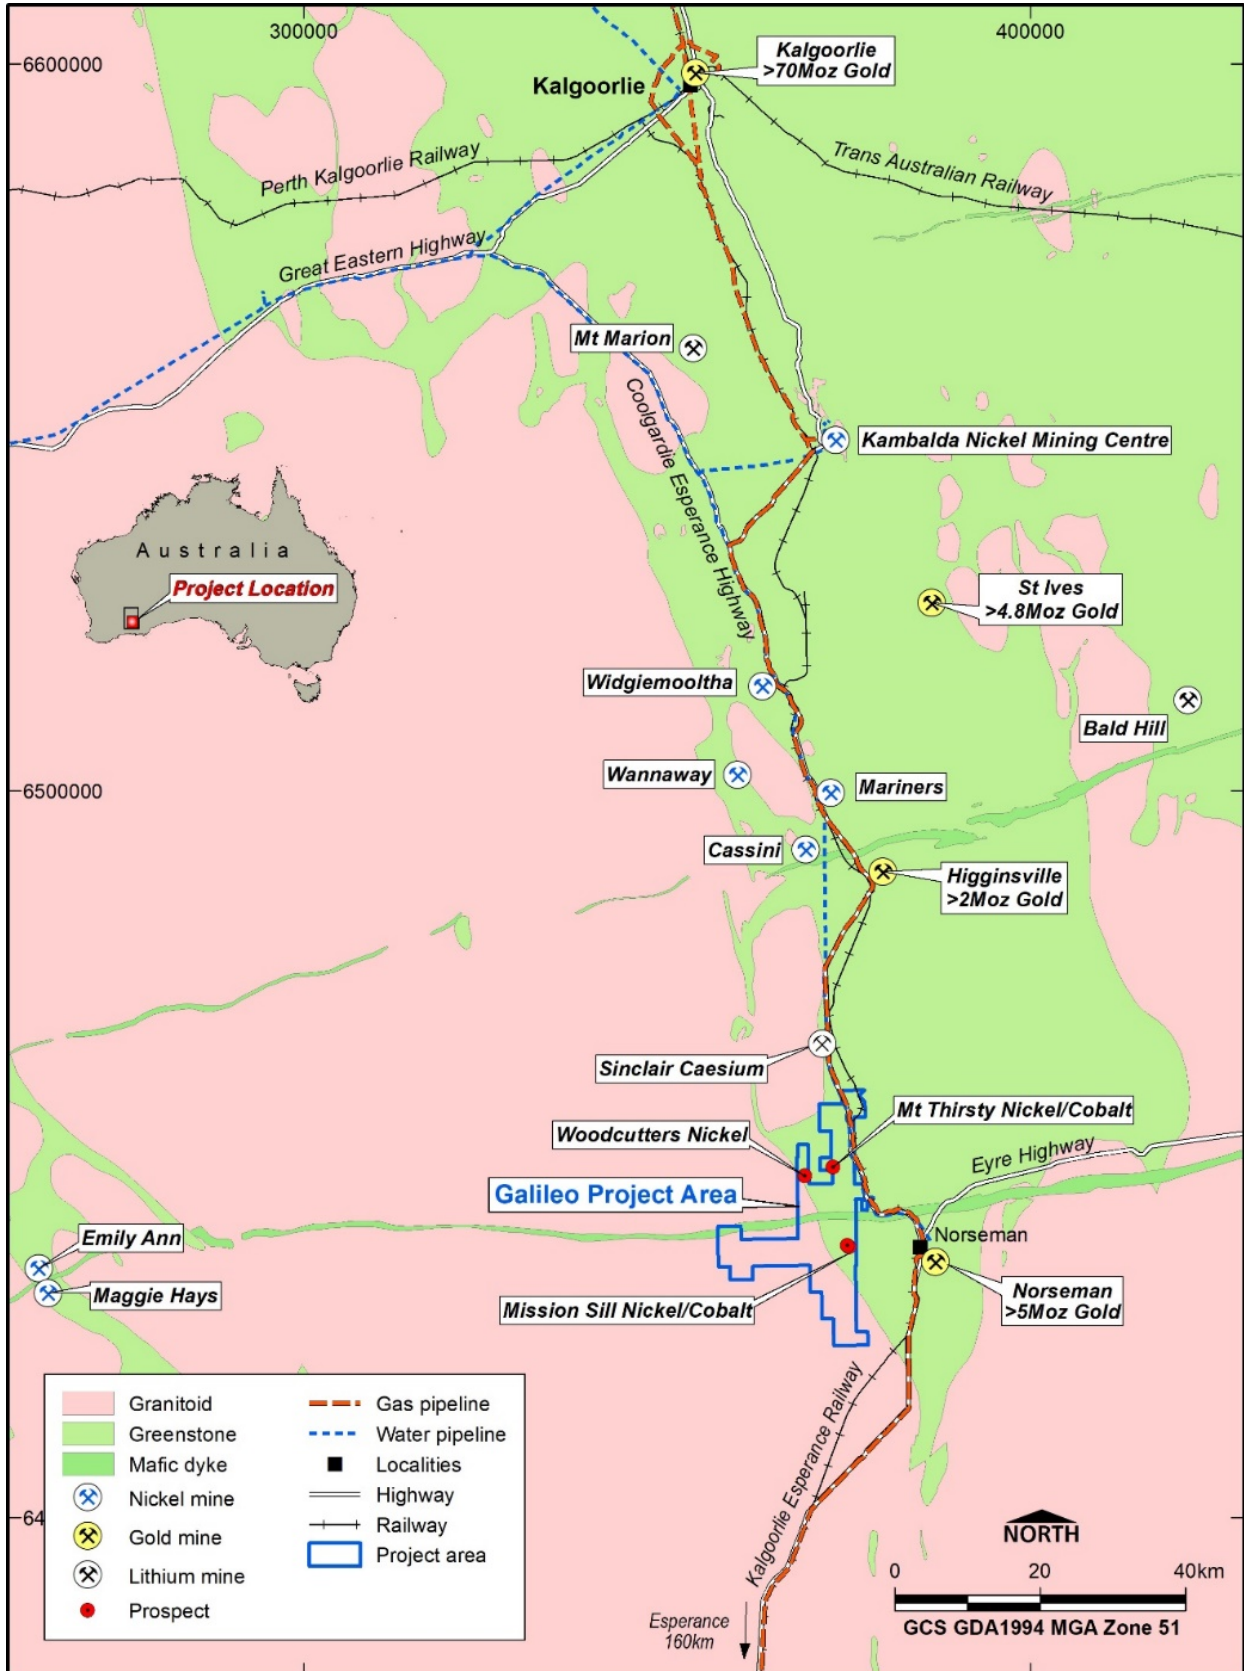 300000
400000
6600000
Kalgoorlie
>70Moz Gold
Kalgoorlie
Perth Kalgoorlie Railway
Trans Australian Railway
Great Eastern Highway
Mt Marion
Coolgardie Esperance Highway
Kambalda Nickel Mining Centre
Australia
Project Location
St Ives
>4.8Moz Gold
Widgiemooltha
Bald Hill
Wannaway
6500000
Mariners
Cassini
Higginsville
>2Moz Gold
Sinclair Caesium
Mt Thirsty Nickel/Cobalt
Woodcutters Nickel
Eyre Highway
Galileo Project Area
Emily Ann
Norseman
Maggie Hays
Mission Sill Nickel/Cobalt
Norseman
>5Moz Gold
Kalgoorlie Esperance Railway
Granitoid
Greenstone
Mafic dyke
Nickel mine
Gold mine
Lithium mine
Prospect
Gas pipeline
Water pipeline
Localities
Highway
Railway
Project area
64
NORTH
0 20 40km
GCS GDA1994 MGA Zone 51
Esperance
160km